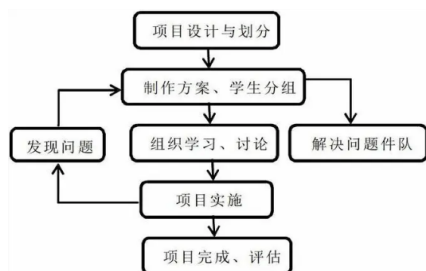 项目设计与划分
制作方案、学生分组
发现问题
组织学习、讨论
解决问题件队
项目实施
项目完成、评估